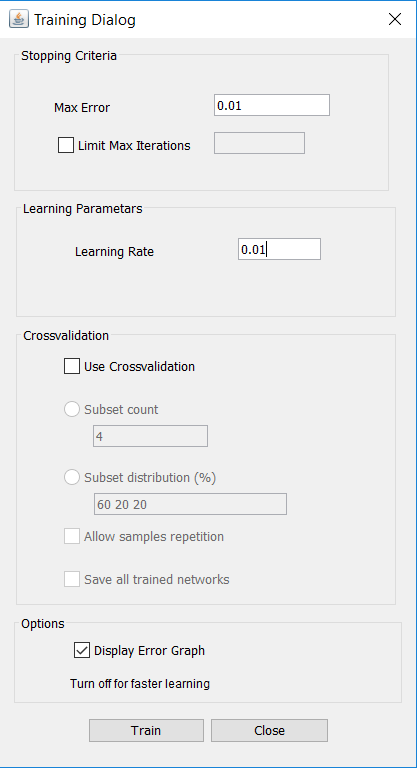 Training Dialog
Stopping Criteria
Max Error 0.01
Limit Max Iterations
Learning Parametars
Learning Rate 0.01
Crossvalidation
Use Crossvalidation
Subset count
4
Subset distribution (%)
60 20 20
Allow samples repetition
Save all trained networks
Options
Display Error Graph
Turn off for faster learning
Train Close